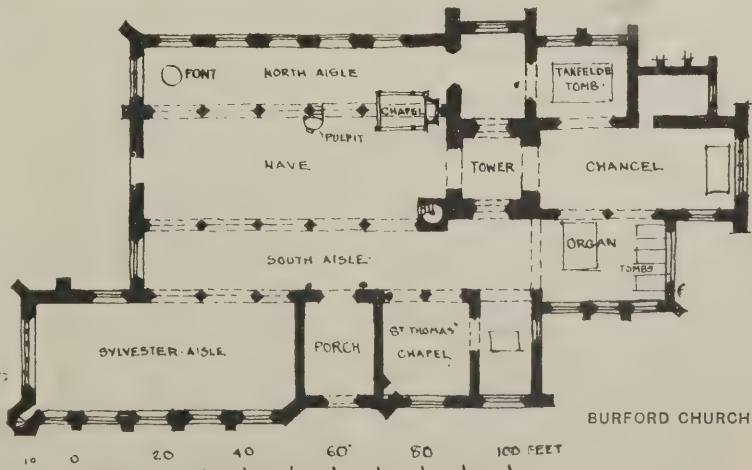 FONT
NORTH AISLE
TANFELDE
TOMB.
CHAPEL
PULPIT
NAVE
TOWER
CHANCEL
ORGAN
SOUTH AISLE
TOMBS
SYLVESTER. AISLE
PORCH
ST THOMAS'
CHAPEL
BURFORD CHURCH
10 0 20 40 60 80 100 FEET